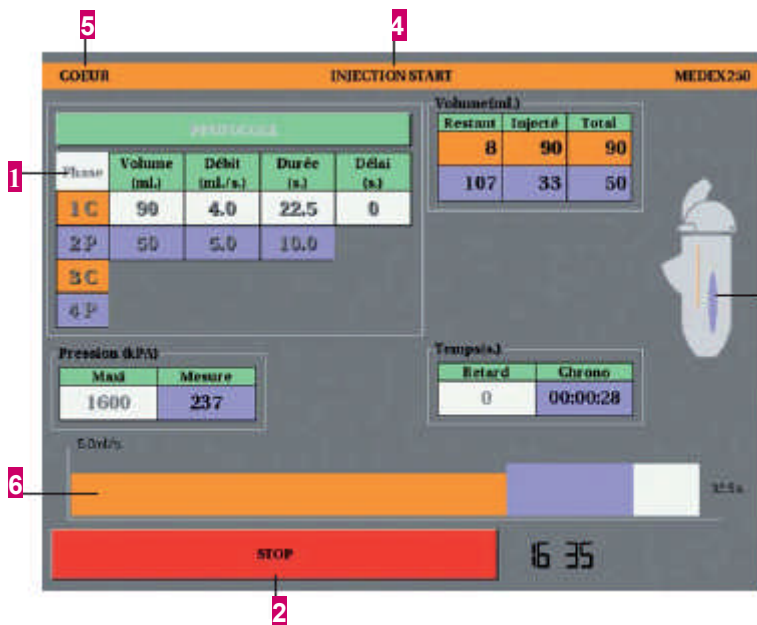 5 4
COEUR INJECTION START MEDEX250
PROTOCOLE
Phase Volume (ml.) Débit (ml./s.) Durée (s.) Délai (s.)
1 C 90 4.0 22.5 0
2 P 50 5.0 10.0
3 C
4 P
1
Volume(ml.)
Restant Injecté Total
8 90 90
107 33 50
Pression (kPA)
Maxi Mesure
1600 237
Temps(s.)
Retard Chrono
0 00:00:28
5.0ml/s.
6
32.5s.
STOP
16 35
2